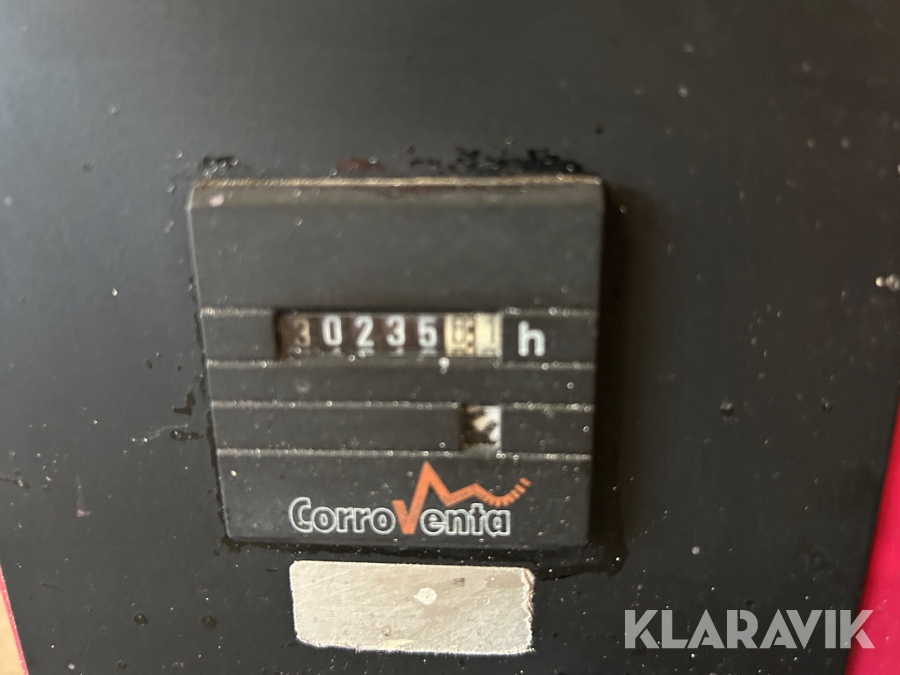 30235, h
CorroVenta
KLARAVIK